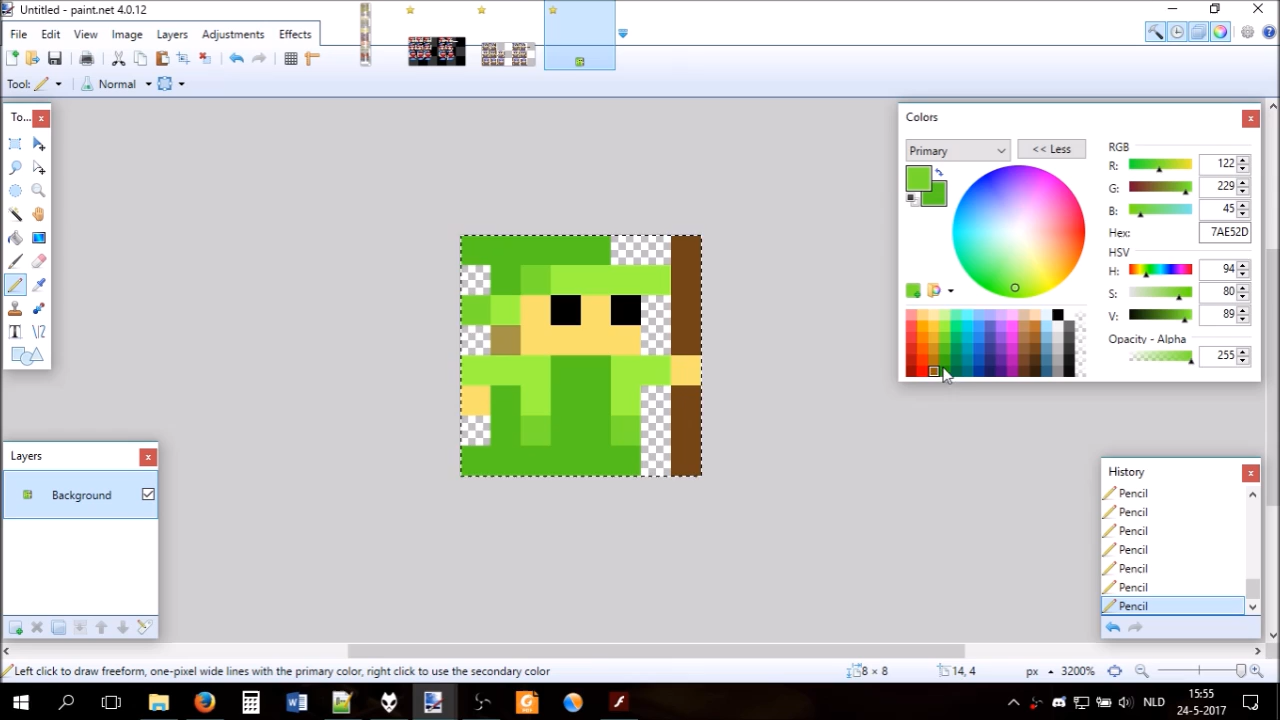 Untitled - paint.net 4.0.12
File Edit View Image Layers Adjustments Effects
Tool: Normal
To...
Colors
Primary << Less
RGB
R: 122
G: 229
B: 45
Hex: 7AE52D
HSV
H: 94
S: 80
V: 89
Opacity - Alpha
255
Layers
Background
History
Pencil
Pencil
Pencil
Pencil
Pencil
Pencil
Pencil
Left click to draw freeform, one-pixel wide lines with the primary color, right click to use the secondary color 8 × 8 14, 4 px 3200%
NLD 15:55
24-5-2017